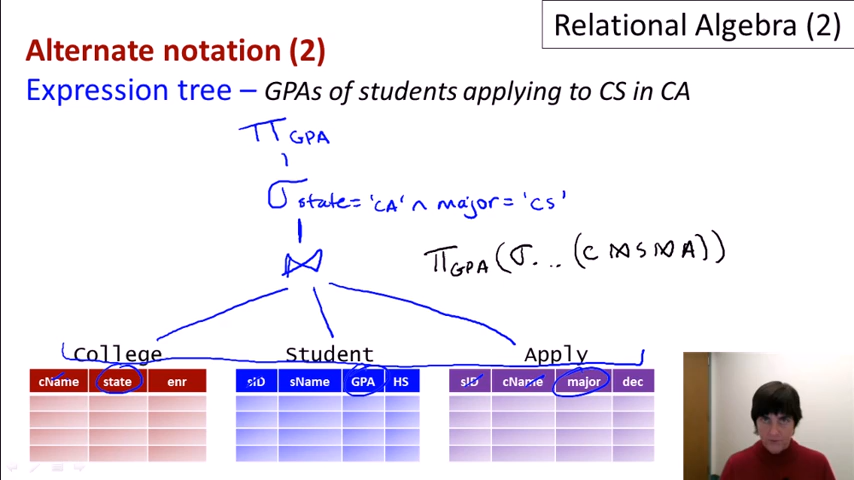 Relational Algebra (2)
Alternate notation (2)
Expression tree – GPAs of students applying to CS in CA
π GPA
σ state = 'CA' ∧ major = 'CS'
⋈
π GPA (σ... (C ⋈ S ⋈ A))
College Student Apply
cName state enr sID sName GPA HS sID cName major dec